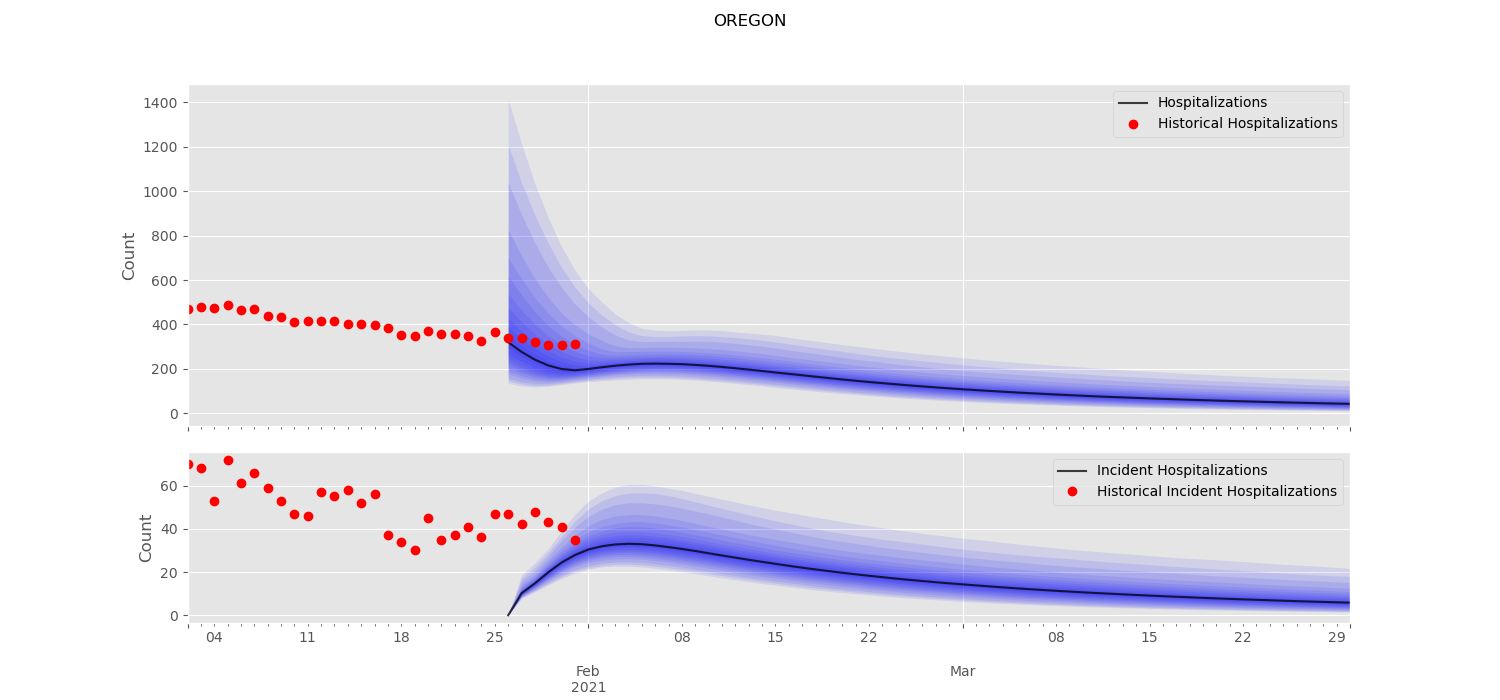 OREGON
1400
1200
1000
800
600
400
200
0
Count
Hospitalizations
Historical Hospitalizations
60
40
20
0
Count
Incident Hospitalizations
Historical Incident Hospitalizations
04 11 18 25 08 15 22 08 15 22 29
Feb Mar
2021